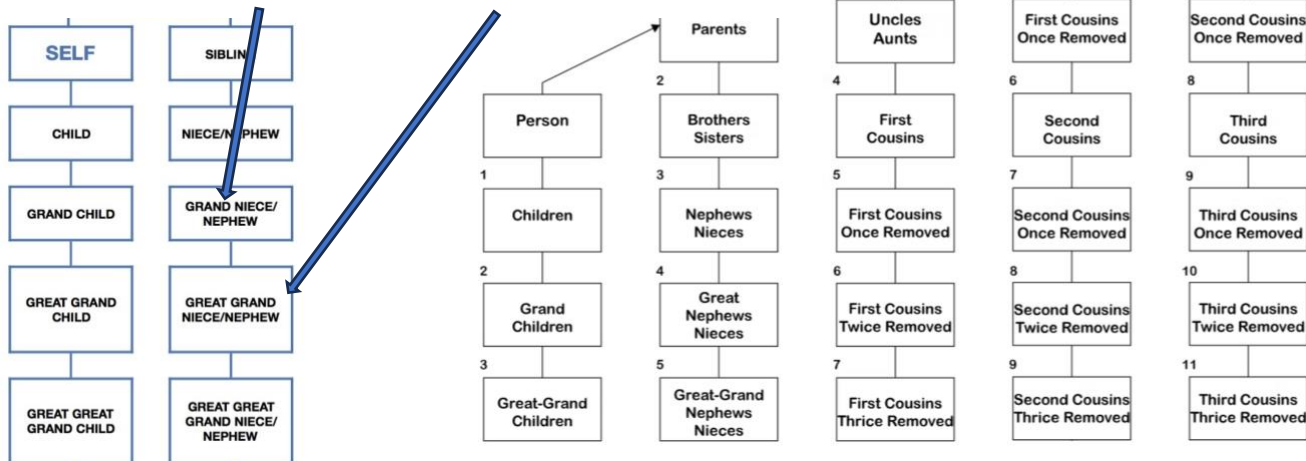 SELF
SIBLIN
CHILD
NIECE/NEPHEW
GRAND CHILD
GRAND NIECE/
NEPHEW
GREAT GRAND
CHILD
GREAT GRAND
NIECE/NEPHEW
GREAT GREAT
GRAND CHILD
GREAT GREAT
GRAND NIECE/
NEPHEW
Parents
Uncles
Aunts
First Cousins
Once Removed
Second Cousins
Once Removed
2
4
6
8
Person
Brothers
Sisters
First
Cousins
Second
Cousins
Third
Cousins
1
3
5
7
9
Children
Nephews
Nieces
First Cousins
Once Removed
Second Cousins
Once Removed
Third Cousins
Once Removed
2
4
6
8
10
Grand
Children
Great
Nephews
Nieces
First Cousins
Twice Removed
Second Cousins
Twice Removed
Third Cousins
Twice Removed
3
5
7
9
11
Great-Grand
Children
Great-Grand
Nephews
Nieces
First Cousins
Thrice Removed
Second Cousins
Thrice Removed
Third Cousins
Thrice Removed